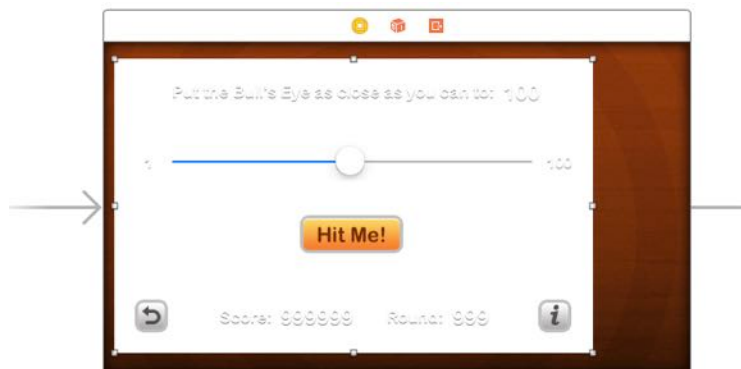 Put the Bull's Eye as close as you can to: 100
1 100
Hit Me!
Score: 999999 Round: 999
i